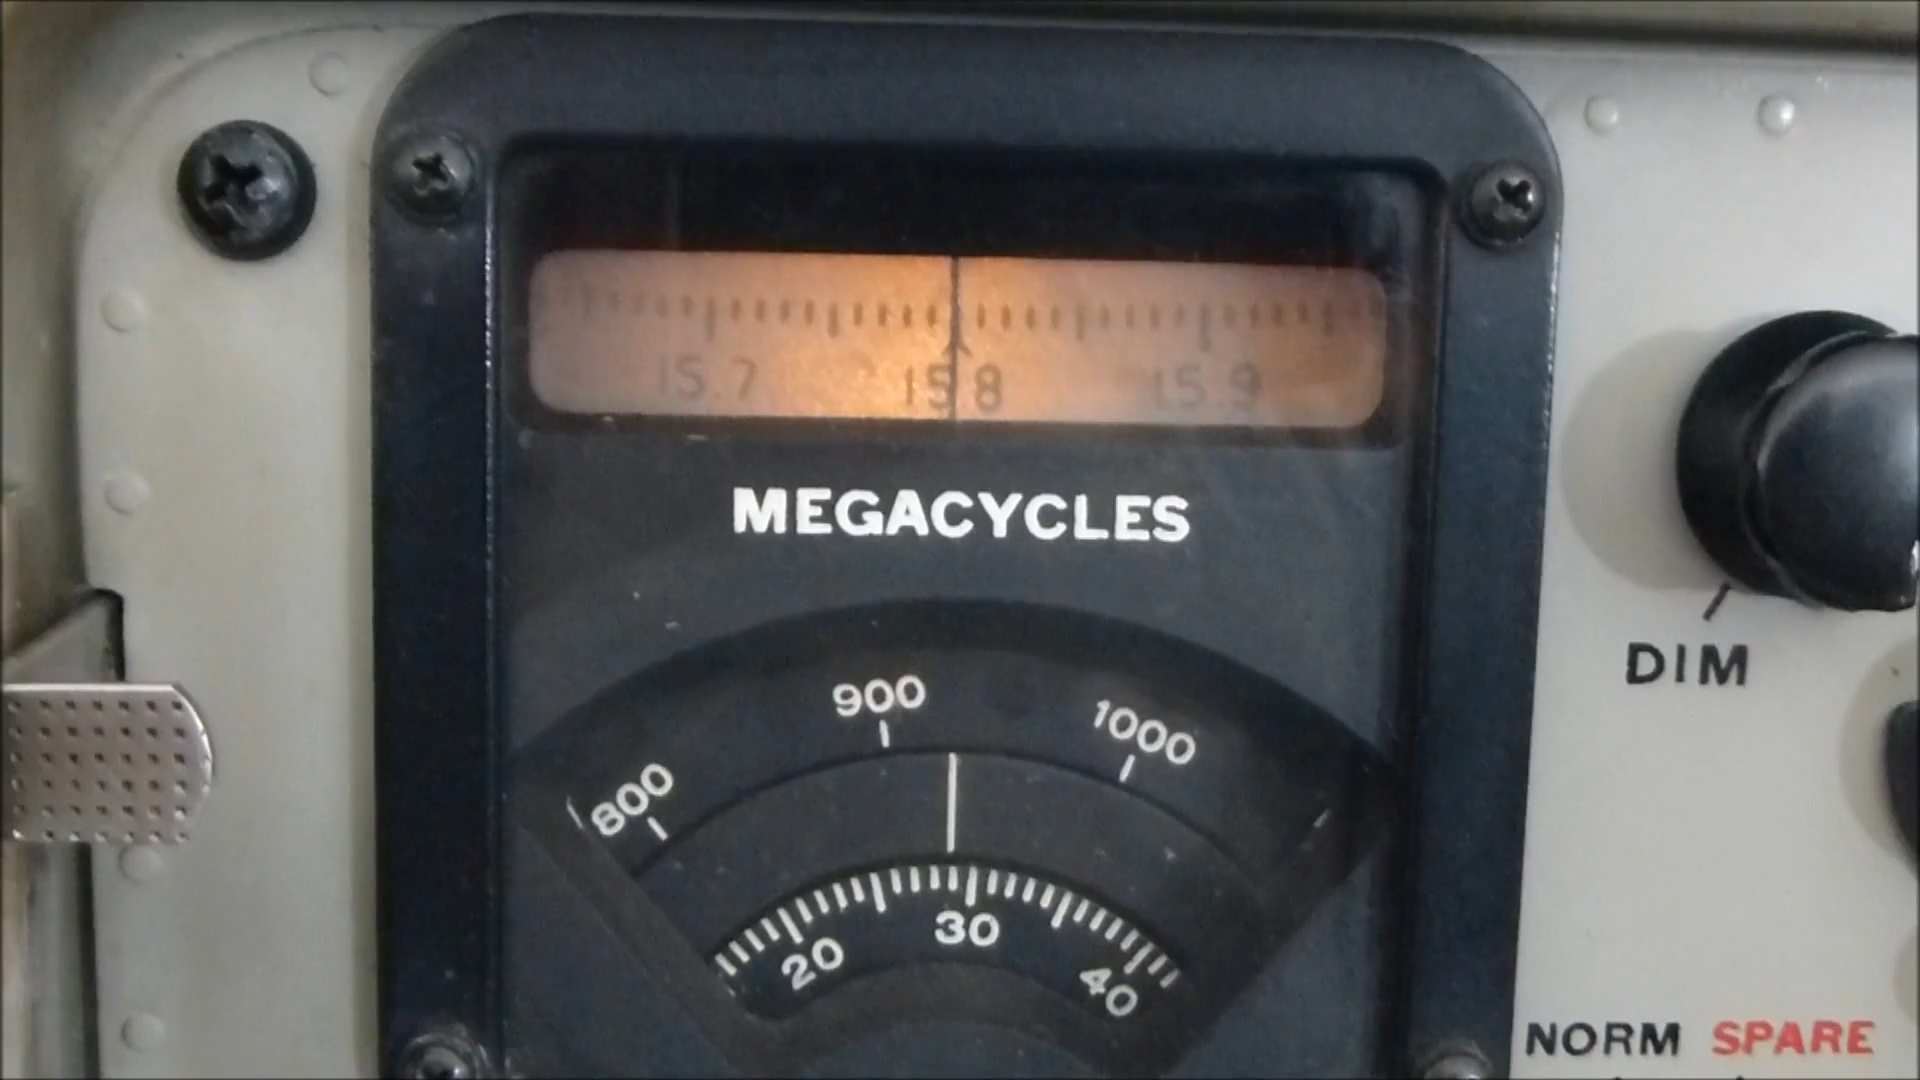 15.7 15.8 15.9
MEGACYCLES
800 900 1000
20 30 40
DIM
NORM SPARE